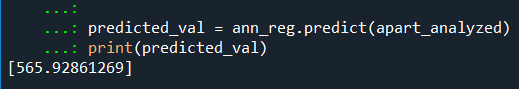 ...:
...: predicted_val = ann_reg.predict(apart_analyzed)
...: print(predicted_val)
[565.92861269]